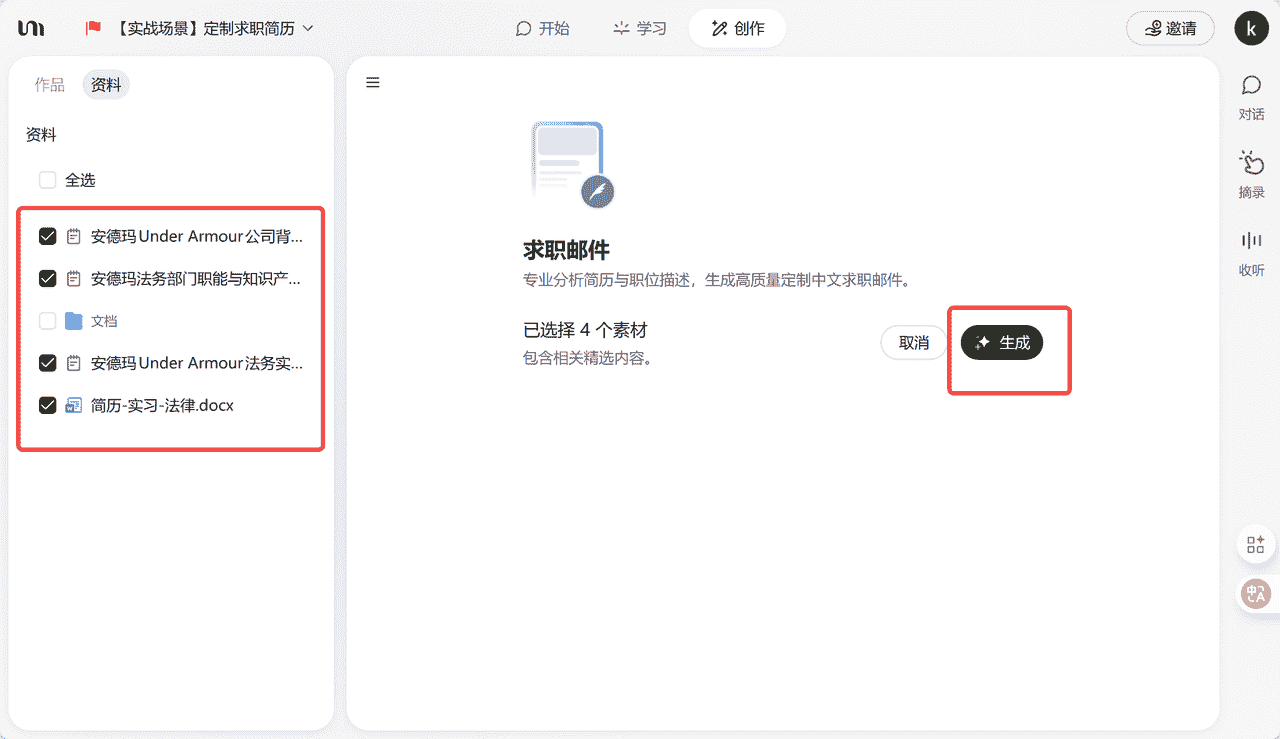 【实战场景】定制求职简历
开始
学习
创作
邀请
k
作品
资料
资料
全选
安德玛Under Armour公司背...
安德玛法务部门职能与知识产...
文档
安德玛Under Armour法务实...
简历-实习-法律.docx
求职邮件
专业分析简历与职位描述，生成高质量定制中文求职邮件。
已选择 4 个素材
包含相关精选内容。
取消
生成
对话
摘录
收听
中A